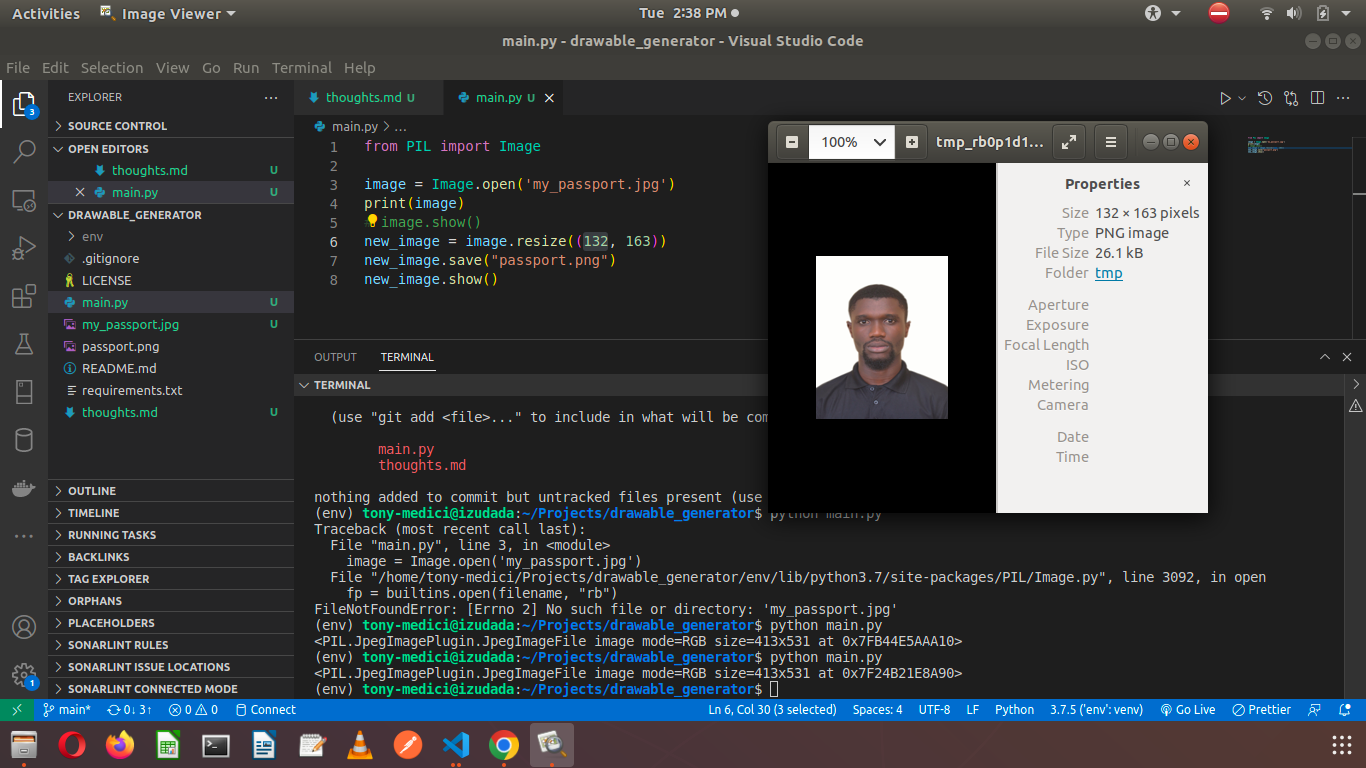 Activities Image Viewer Tue 2:38 PM
main.py - drawable_generator - Visual Studio Code
File Edit Selection View Go Run Terminal Help
EXPLORER
3
SOURCE CONTROL
OPEN EDITORS
thoughts.md U
main.py U
DRAWABLE_GENERATOR
env
.gitignore
LICENSE
main.py U
my_passport.jpg U
passport.png
README.md
requirements.txt
thoughts.md U
OUTLINE
TIMELINE
RUNNING TASKS
BACKLINKS
TAG EXPLORER
ORPHANS
PLACEHOLDERS
SONARLINT RULES
SONARLINT ISSUE LOCATIONS
SONARLINT CONNECTED MODE
1
thoughts.md U main.py U
main.py > ...
1 from PIL import Image
2
3 image = Image.open('my_passport.jpg')
4 print(image)
5 image.show()
6 new_image = image.resize((132, 163))
7 new_image.save("passport.png")
8 new_image.show()
100% tmp_rb0p1d1...
Properties
Size 132 × 163 pixels
Type PNG image
File Size 26.1 kB
Folder tmp
Aperture
Exposure
Focal Length
ISO
Metering
Camera
Date
Time
OUTPUT TERMINAL
TERMINAL
(use "git add <file>..." to include in what will be com
main.py
thoughts.md
nothing added to commit but untracked files present (use
(env) tony-medici@izudada:~/Projects/drawable_generator$ python main.py
Traceback (most recent call last):
File "main.py", line 3, in <module>
image = Image.open('my_passport.jpg')
File "/home/tony-medici/Projects/drawable_generator/env/lib/python3.7/site-packages/PIL/Image.py", line 3092, in open
fp = builtins.open(filename, "rb")
FileNotFoundError: [Errno 2] No such file or directory: 'my_passport.jpg'
(env) tony-medici@izudada:~/Projects/drawable_generator$ python main.py
<PIL.JpegImagePlugin.JpegImageFile image mode=RGB size=413x531 at 0x7FB44E5AAA10>
(env) tony-medici@izudada:~/Projects/drawable_generator$ python main.py
<PIL.JpegImagePlugin.JpegImageFile image mode=RGB size=413x531 at 0x7F24B21E8A90>
(env) tony-medici@izudada:~/Projects/drawable_generator$
main* 0↓ 3↑ 0 0 Connect Ln 6, Col 30 (3 selected) Spaces: 4 UTF-8 LF Python 3.7.5 ('env': venv) Go Live Prettier